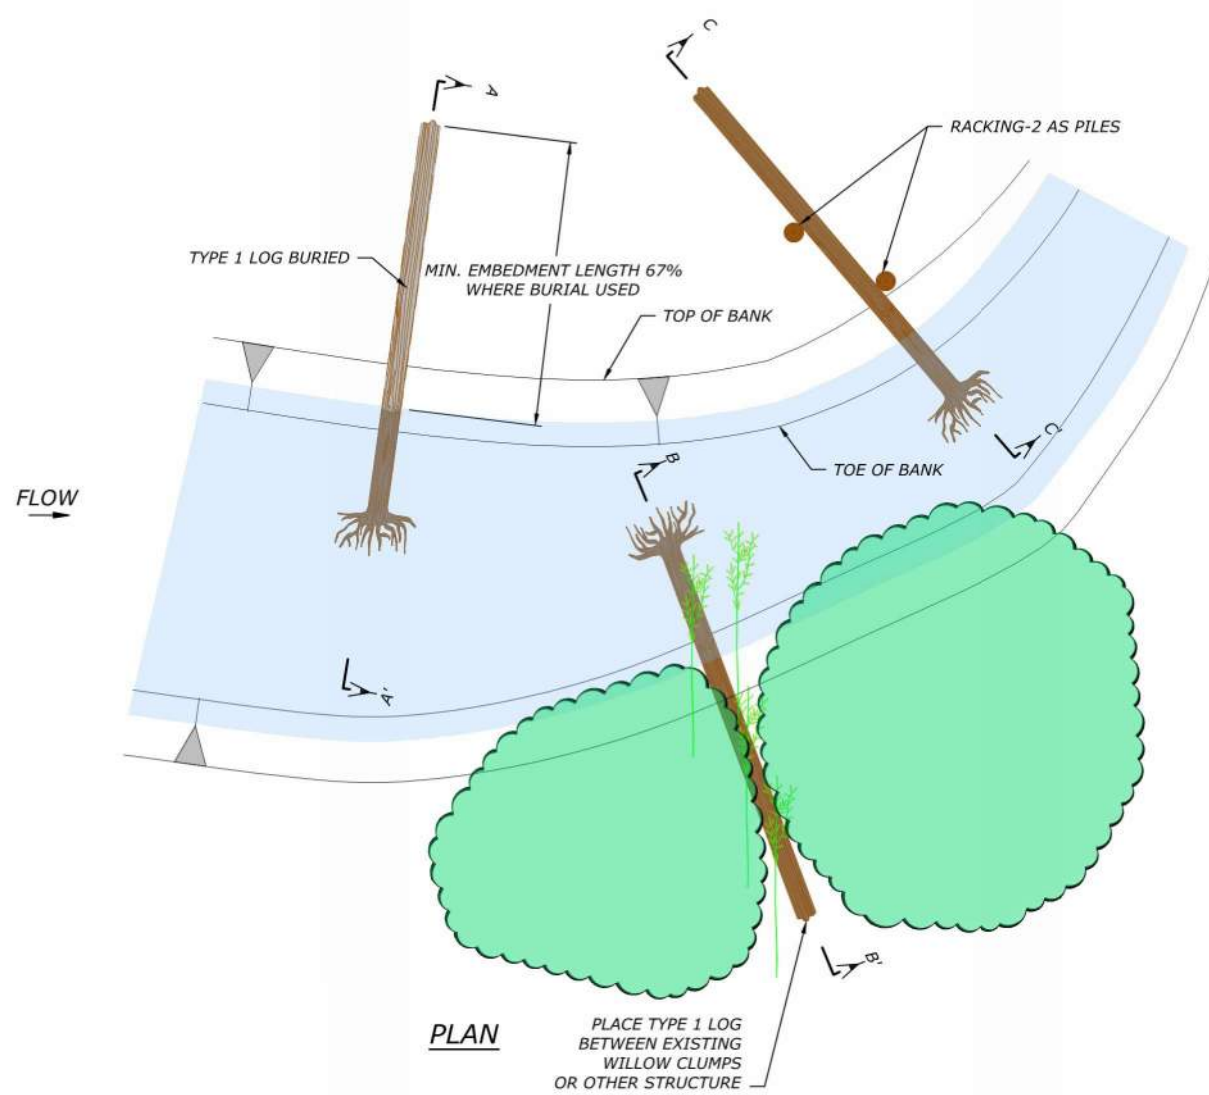 C
A
RACKING-2 AS PILES
TYPE 1 LOG BURIED
MIN. EMBEDMENT LENGTH 67%
WHERE BURIAL USED
TOP OF BANK
C'
B
TOE OF BANK
FLOW
A'
B'
PLAN
PLACE TYPE 1 LOG
BETWEEN EXISTING
WILLOW CLUMPS
OR OTHER STRUCTURE